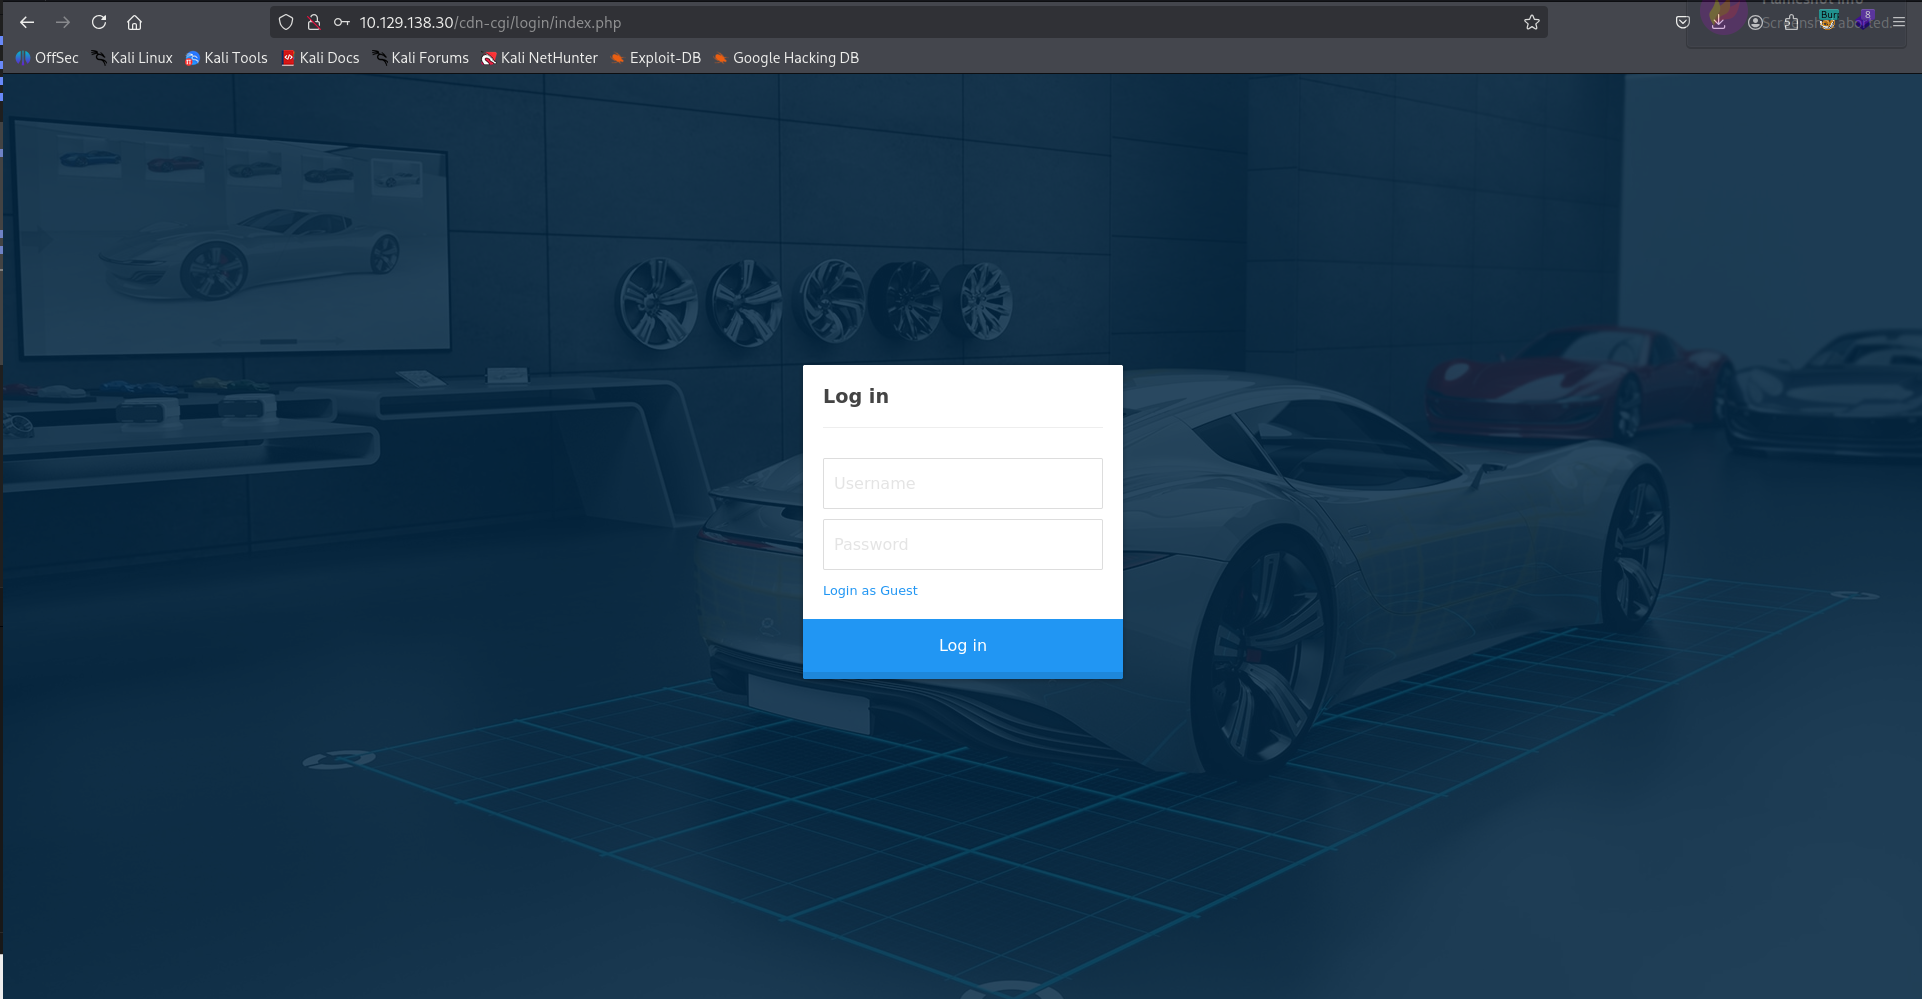 10.129.138.30/cdn-cgi/login/index.php
OffSec Kali Linux Kali Tools Kali Docs Kali Forums Kali NetHunter Exploit-DB Google Hacking DB
Screenshot aborted.
8
Log in
Username
Password
Login as Guest
Log in